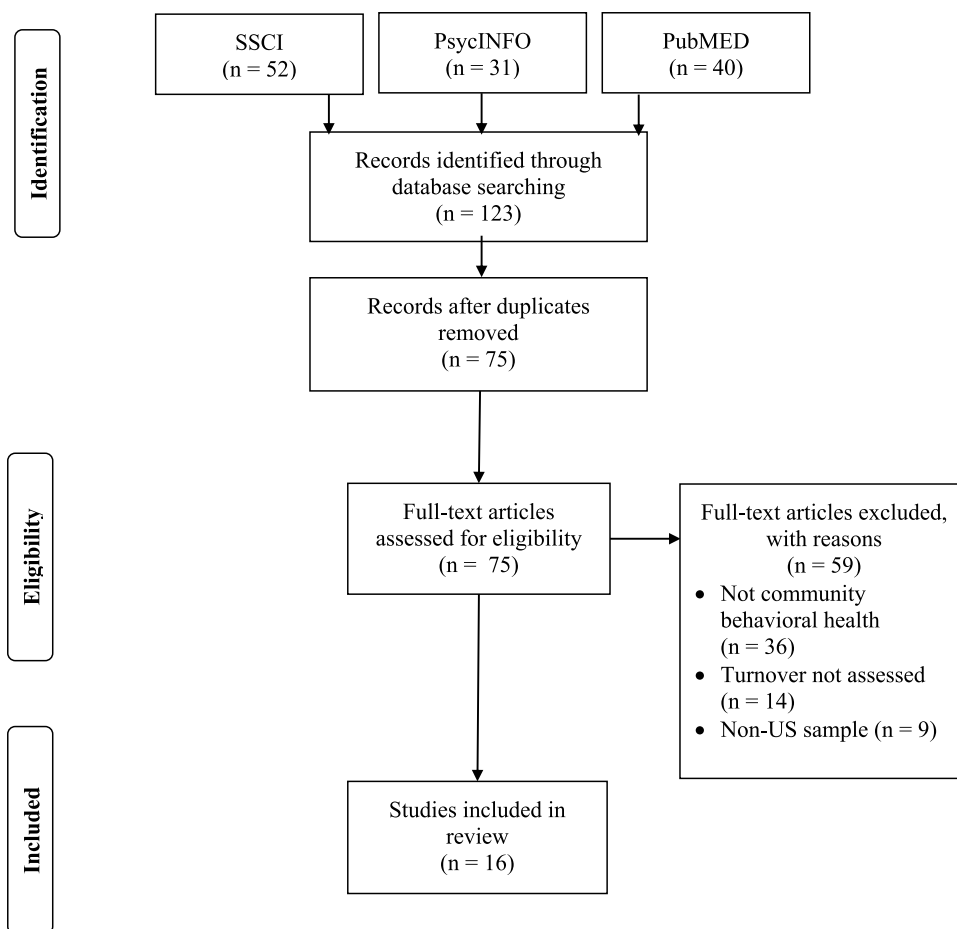 SSCI
(n = 52)
PsycINFO
(n = 31)
PubMED
(n = 40)
Identification
Records identified through
database searching
(n = 123)
Records after duplicates
removed
(n = 75)
Eligibility
Full-text articles
assessed for eligibility
(n = 75)
Full-text articles excluded,
with reasons
(n = 59)
• Not community
behavioral health
(n = 36)
• Turnover not assessed
(n = 14)
• Non-US sample (n = 9)
Included
Studies included in
review
(n = 16)